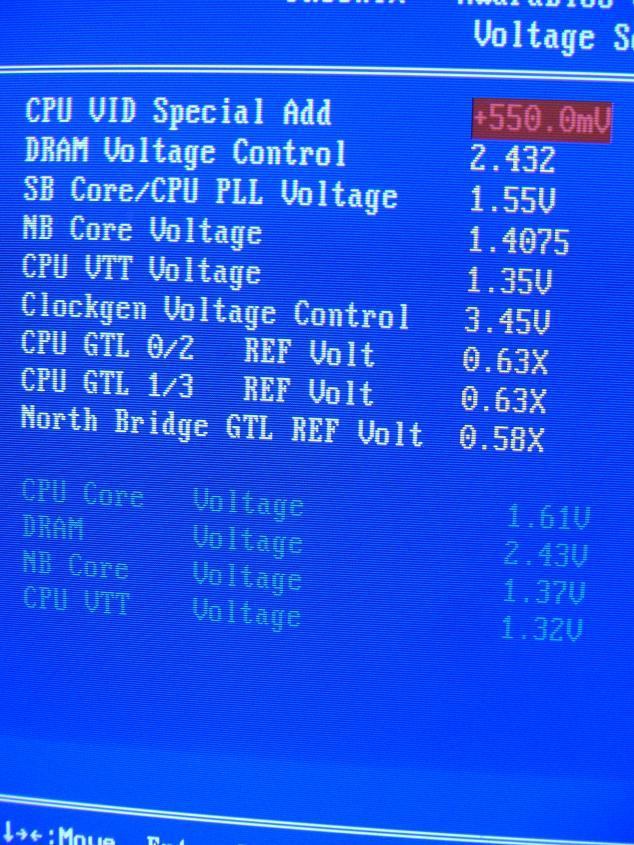 Voltage
CPU VID Special Add +550.0mV
DRAM Voltage Control 2.432
SB Core/CPU PLL Voltage 1.55V
NB Core Voltage 1.4075
CPU VTT Voltage 1.35V
Clockgen Voltage Control 3.45V
CPU GTL 0/2 REF Volt 0.63X
CPU GTL 1/3 REF Volt 0.63X
North Bridge GTL REF Volt 0.58X
CPU Core Voltage 1.61V
DRAM Voltage 2.43V
NB Core Voltage 1.37V
CPU VTT Voltage 1.32V
↓→←:Move